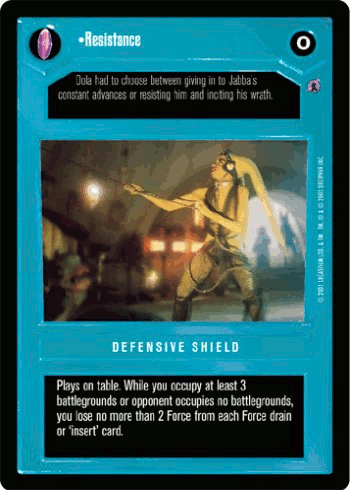 •Resistance
O
Oola had to choose between giving in to Jabba's
constant advances or resisting him and inciting his wrath.
DEFENSIVE SHIELD
Plays on table. While you occupy at least 3
battlegrounds or opponent occupies no battlegrounds,
you lose no more than 2 Force from each Force drain
or 'insert' card.